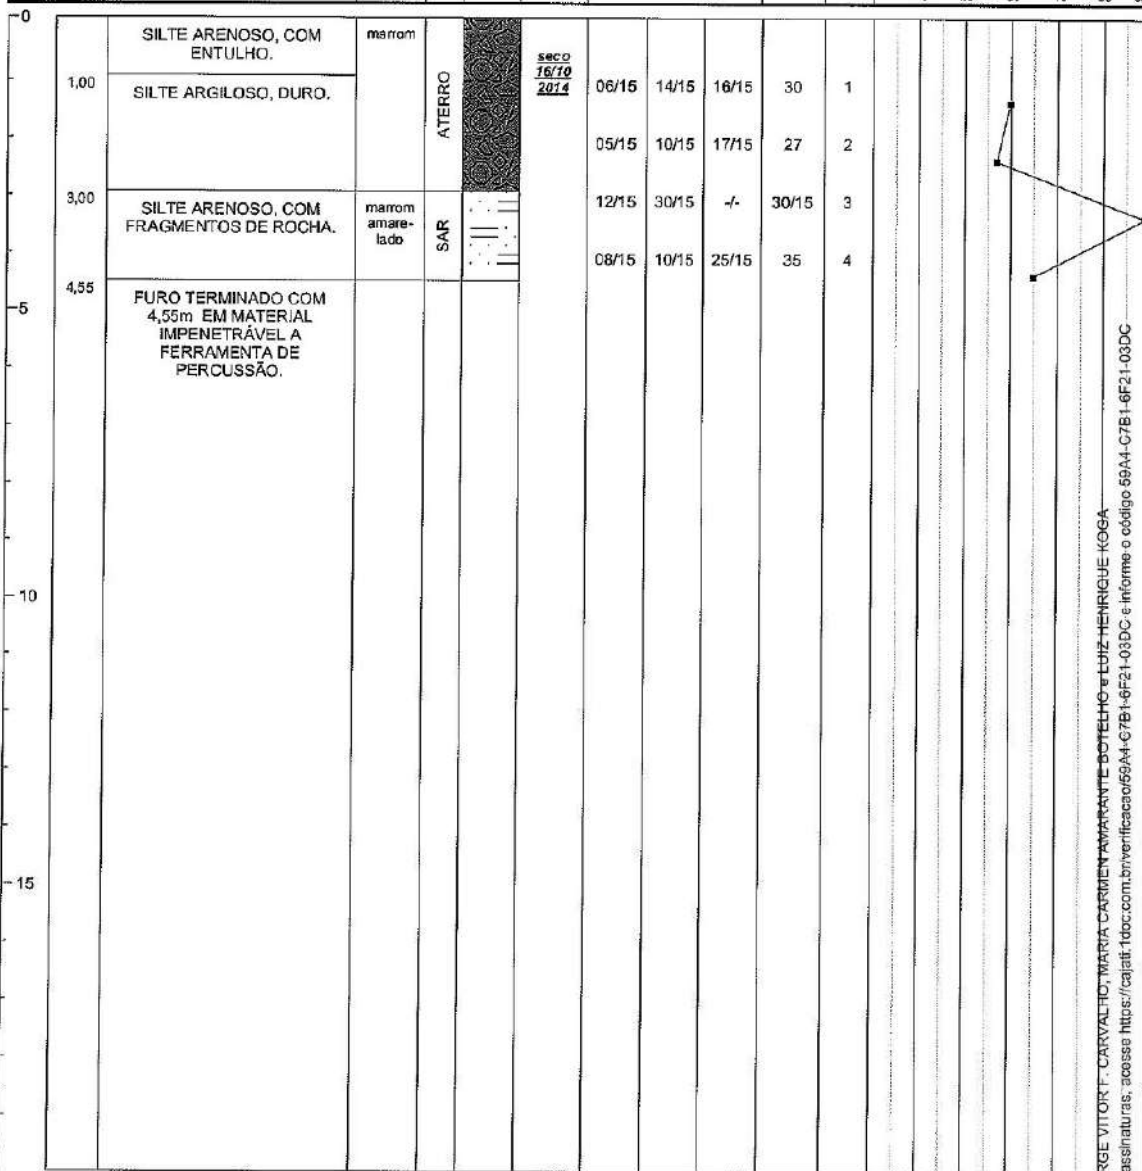 0
SILTE ARENOSO, COM
ENTULHO.
marrom
ATERRO
seco
16/10
2014
1,00
SILTE ARGILOSO, DURO.
06/15 14/15 16/15 30 1
05/15 10/15 17/15 27 2
3,00
SILTE ARENOSO, COM
FRAGMENTOS DE ROCHA.
marrom
amare-
lado
SAR
12/15 30/15 -/- 30/15 3
08/15 10/15 25/15 35 4
4,55
FURO TERMINADO COM
4,55m EM MATERIAL
IMPENETRÁVEL A
FERRAMENTA DE
PERCUSSÃO.
5
10
15
RGE VITOR F. CARVALHO, MARIA CARMEN AMARANTE BOTELHO e LUIZ HENRIQUE KOGA
ssinaturas, acesse https://cajati.1doc.com.br/verificacao/59A4-C7B1-6F21-03DC e informe o código 59A4-C7B1-6F21-03DC